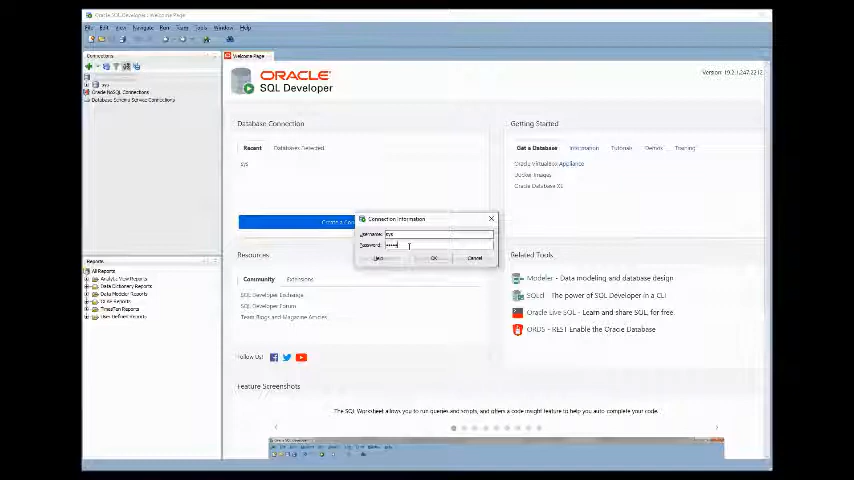 Oracle SQL Developer : Welcome Page
File Edit View Navigate Run Team Tools Window Help
Connections
Welcome Page
sys
Oracle NoSQL Connections
Database Schema Service Connections
ORACLE
SQL Developer
Version: 19.2.1.247.2212
Database Connection
Getting Started
Recent Databases Detected
Get a Database Information Tutorials Demos Training
sys
Oracle VirtualBox Appliance
Docker Images
Oracle Database XE
Create a Con
Connection Information
Username: sys
Password:
Help OK Cancel
Resources
Related Tools
Reports
All Reports
Analytic View Reports
Data Dictionary Reports
Data Modeler Reports
OLAP Reports
TimesTen Reports
User Defined Reports
Community Extensions
SQL Developer Exchange
SQL Developer Forum
Team Blogs and Magazine Articles
Modeler - Data modeling and database design
SQLcl - The power of SQL Developer in a CLI
Oracle Live SQL - Learn and share SQL, for free.
ORDS - REST Enable the Oracle Database
Follow Us!
Feature Screenshots
The SQL Worksheet allows you to run queries and scripts, and offers a code insight feature to help you auto complete your code.